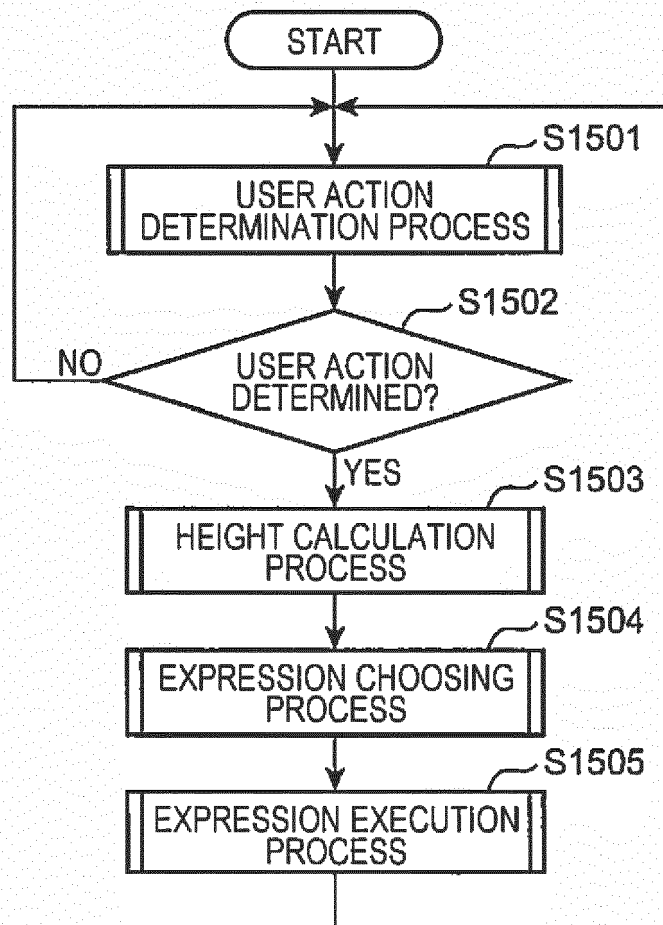 START
S1501
USER ACTION
DETERMINATION PROCESS
S1502
NO
USER ACTION
DETERMINED?
YES
S1503
HEIGHT CALCULATION
PROCESS
S1504
EXPRESSION CHOOSING
PROCESS
S1505
EXPRESSION EXECUTION
PROCESS